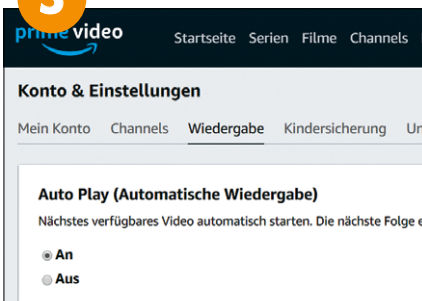 3
prime video
Startseite Serien Filme Channels
Konto & Einstellungen
Mein Konto Channels Wiedergabe Kindersicherung
Auto Play (Automatische Wiedergabe)
Nächstes verfügbares Video automatisch starten. Die nächste Folge
An
Aus